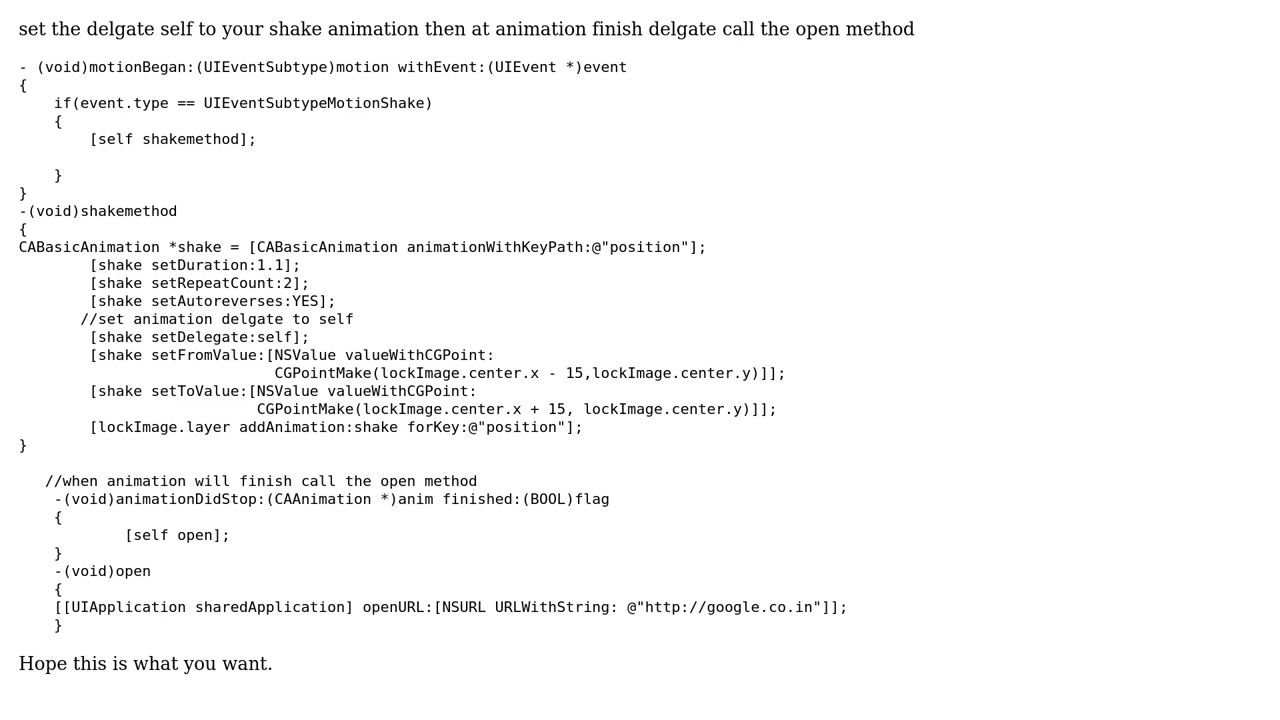 set the delgate self to your shake animation then at animation finish delgate call the open method
- (void)motionBegan:(UIEventSubtype)motion withEvent:(UIEvent *)event
{
    if(event.type == UIEventSubtypeMotionShake)
    {
        [self shakemethod];

    }
}
-(void)shakemethod
{
CABasicAnimation *shake = [CABasicAnimation animationWithKeyPath:@"position"];
        [shake setDuration:1.1];
        [shake setRepeatCount:2];
        [shake setAutoreverses:YES];
       //set animation delgate to self
        [shake setDelegate:self];
        [shake setFromValue:[NSValue valueWithCGPoint:
                             CGPointMake(lockImage.center.x - 15,lockImage.center.y)]];
        [shake setToValue:[NSValue valueWithCGPoint:
                           CGPointMake(lockImage.center.x + 15, lockImage.center.y)]];
        [lockImage.layer addAnimation:shake forKey:@"position"];
}

   //when animation will finish call the open method
    -(void)animationDidStop:(CAAnimation *)anim finished:(BOOL)flag
    {
            [self open];
    }
    -(void)open
    {
    [[UIApplication sharedApplication] openURL:[NSURL URLWithString: @"http://google.co.in"]];
    }
Hope this is what you want.